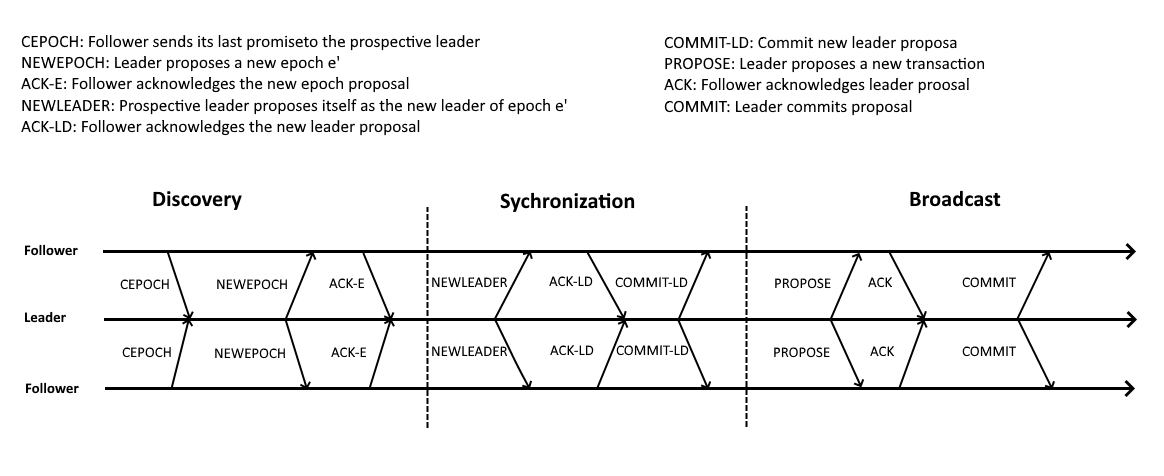 CEPOCH: Follower sends its last promiseto the prospective leader
NEWEPOCH: Leader proposes a new epoch e'
ACK-E: Follower acknowledges the new epoch proposal
NEWLEADER: Prospective leader proposes itself as the new leader of epoch e'
ACK-LD: Follower acknowledges the new leader proposal
COMMIT-LD: Commit new leader proposa
PROPOSE: Leader proposes a new transaction
ACK: Follower acknowledges leader proosal
COMMIT: Leader commits proposal
Discovery
Sychronization
Broadcast
Follower
CEPOCH
NEWEPOCH
ACK-E
NEWLEADER
ACK-LD
COMMIT-LD
PROPOSE
ACK
COMMIT
Leader
CEPOCH
NEWEPOCH
ACK-E
NEWLEADER
ACK-LD
COMMIT-LD
PROPOSE
ACK
COMMIT
Follower